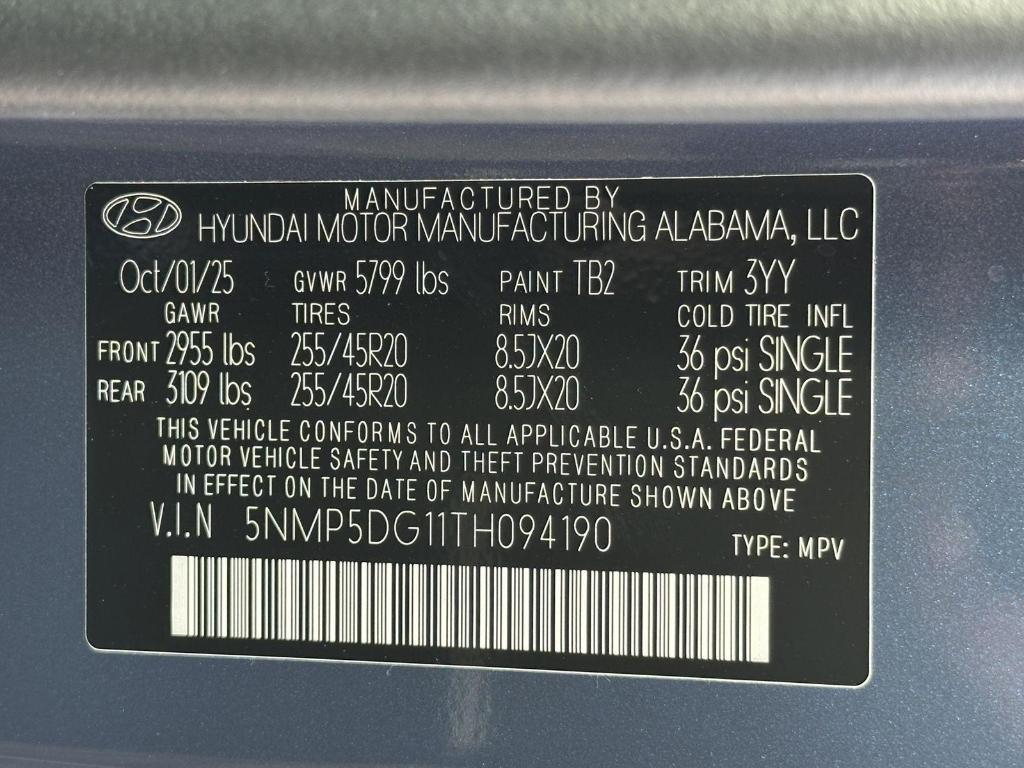 MANUFACTURED BY
HYUNDAI MOTOR MANUFACTURING ALABAMA, LLC
Oct/01/25 GVWR 5799 lbs PAINT TB2 TRIM 3YY
GAWR TIRES RIMS COLD TIRE INFL
FRONT 2955 lbs 255/45R20 8.5JX20 36 psi SINGLE
REAR 3109 lbs 255/45R20 8.5JX20 36 psi SINGLE
THIS VEHICLE CONFORMS TO ALL APPLICABLE U.S.A. FEDERAL
MOTOR VEHICLE SAFETY AND THEFT PREVENTION STANDARDS
IN EFFECT ON THE DATE OF MANUFACTURE SHOWN ABOVE
V.I.N 5NMP5DG11TH094190
TYPE: MPV